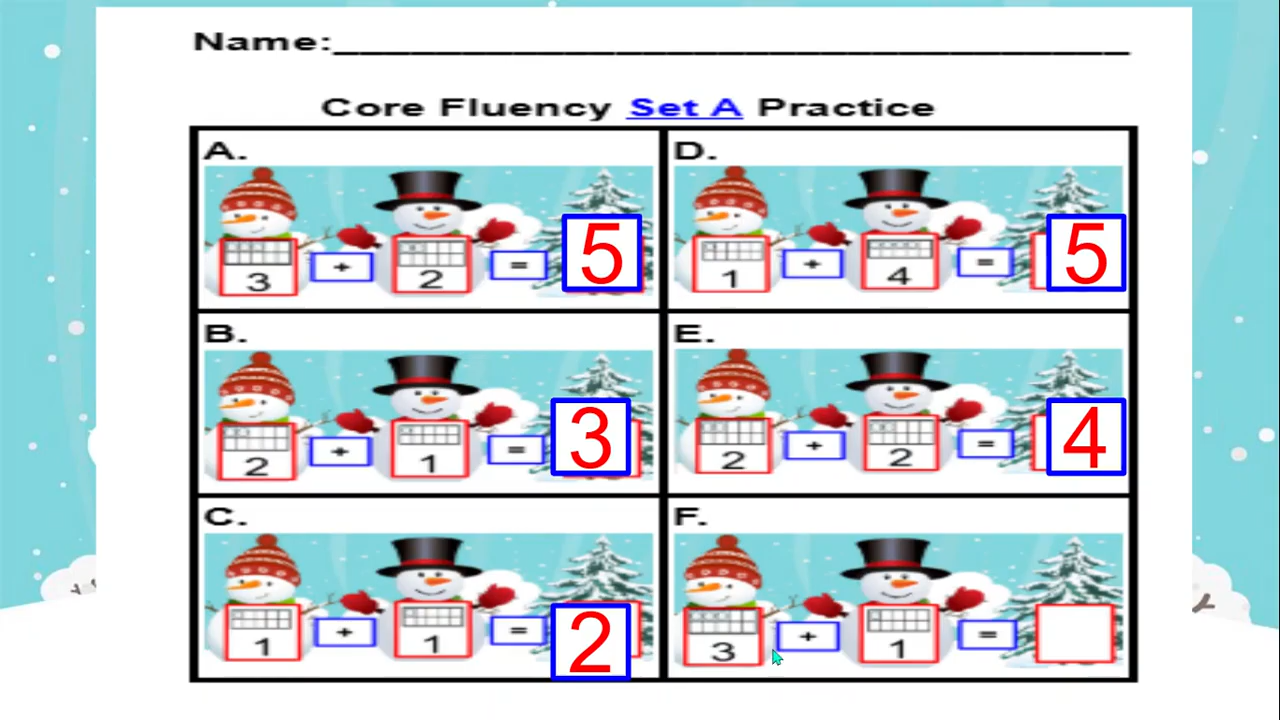 Name:___________________________________
Core Fluency Set A Practice
A.
3 + 2 = 5
B.
2 + 1 = 3
C.
1 + 1 = 2
D.
1 + 4 = 5
E.
2 + 2 = 4
F.
3 + 1 =